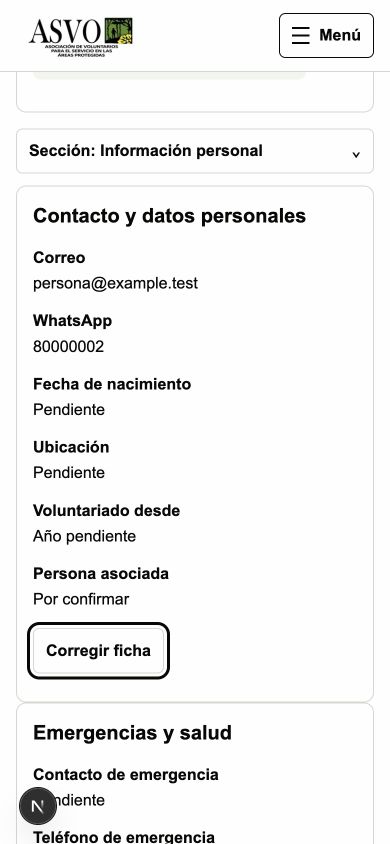 ASVO
ASOCIACIÓN DE VOLUNTARIOS
PARA EL SERVICIO EN LAS
ÁREAS PROTEGIDAS
Menú
Sección: Información personal
Contacto y datos personales
Correo
persona@example.test
WhatsApp
80000002
Fecha de nacimiento
Pendiente
Ubicación
Pendiente
Voluntariado desde
Año pendiente
Persona asociada
Por confirmar
Corregir ficha
Emergencias y salud
Contacto de emergencia
N
ndiente
Teléfono de emergencia